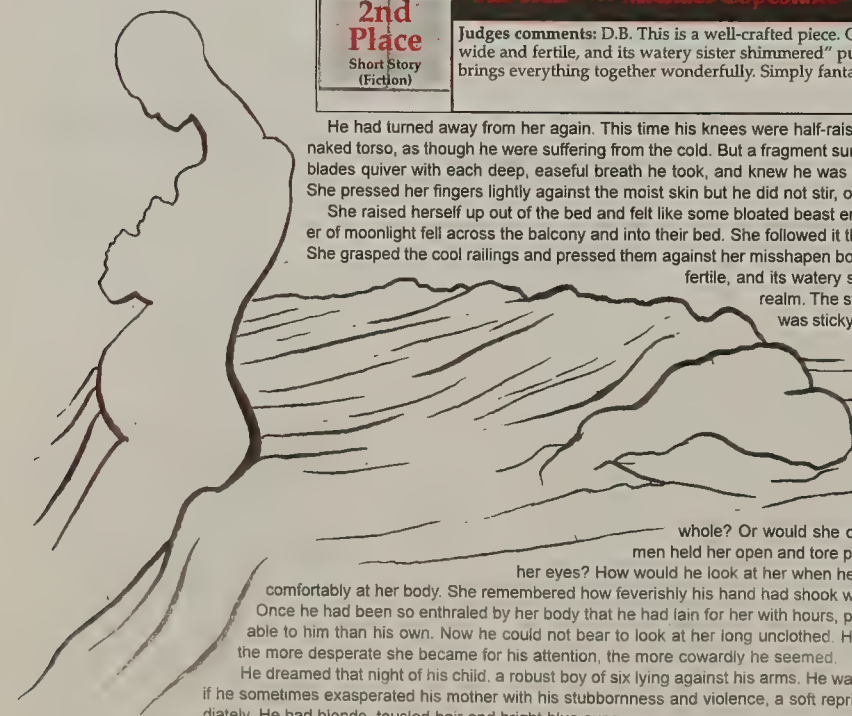 2nd
Place
Short Story
(Fiction)
Judges comments: D.B. This is a well-crafted piece.
wide and fertile, and its watery sister shimmered"
brings everything together wonderfully. Simply
He had turned away from her again. This time his knees were
naked torso, as though he were suffering from the cold. But a fragment
blades quiver with each deep, easeful breath he took, and knew he was
She pressed her fingers lightly against the moist skin but he did not stir,
She raised herself up out of the bed and felt like some bloated beast
er of moonlight fell across the balcony and into their bed. She followed it
She grasped the cool railings and pressed them against her misshapen
fertile, and its watery
realm. The
was sticky
whole? Or would she
men held her open and tore
her eyes? How would he look at her when
comfortably at her body. She remembered how feverishly his hand had shook
Once he had been so enthraled by her body that he had lain for her with hours,
able to him than his own. Now he could not bear to look at her long unclothed.
the more desperate she became for his attention, the more cowardly he seemed.
He dreamed that night of his child, a robust boy of six lying against his arms. He
if he sometimes exasperated his mother with his stubbornness and violence, a soft
diately. He had blonde, tousled hair and bright blue